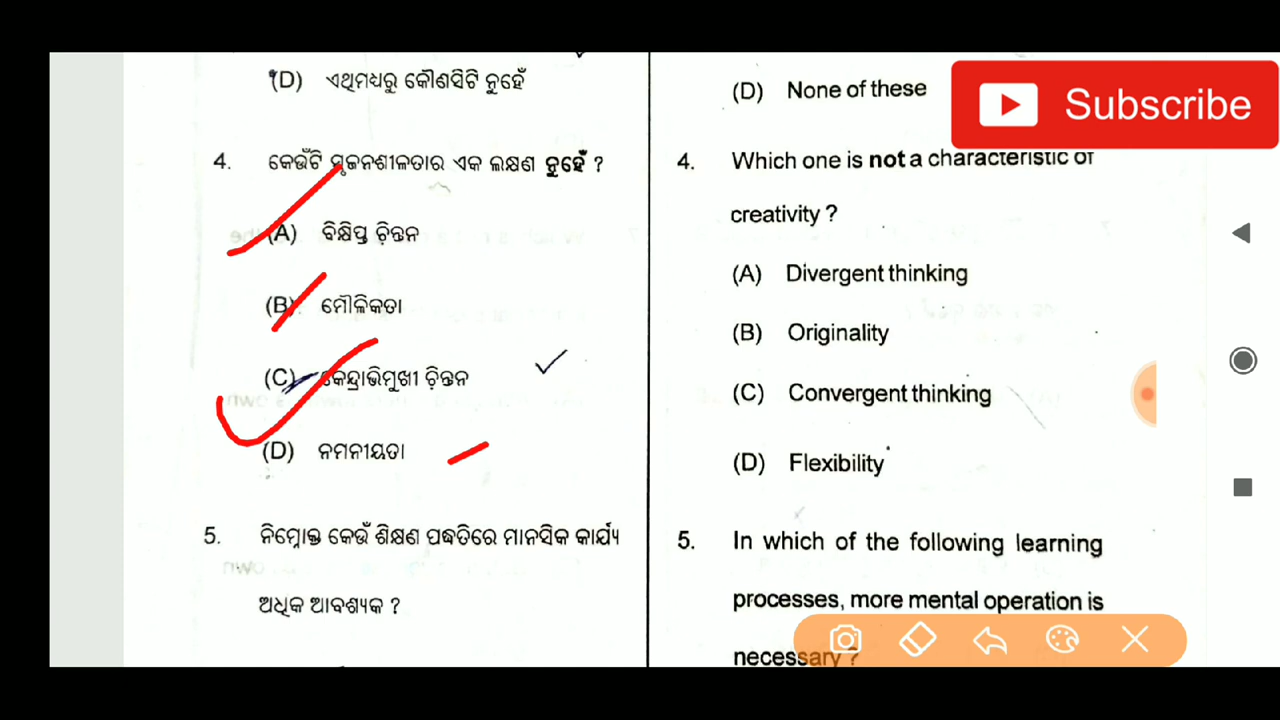 (D) ଏଥିମଧ୍ୟରୁ କୌଣସିଟି ନୁହେଁ
4. କେଉଁଟି ସୃଜନଶୀଳତାର ଏକ ଲକ୍ଷଣ ନୁହେଁ ?
(A) ବିକ୍ଷିପ୍ତ ଚିନ୍ତନ
(B) ମୌଳିକତା
(C) କେନ୍ଦ୍ରାଭିମୁଖୀ ଚିନ୍ତନ
(D) ନମନୀୟତା
5. ନିମ୍ନୋକ୍ତ କେଉଁ ଶିକ୍ଷଣ ପଦ୍ଧତିରେ ମାନସିକ କାର୍ଯ୍ୟ
ଅଧିକ ଆବଶ୍ୟକ ?
(D) None of these
Subscribe
4. Which one is not a characteristic of
creativity ?
(A) Divergent thinking
(B) Originality
(C) Convergent thinking
(D) Flexibility
5. In which of the following learning
processes, more mental operation is
necessary ?